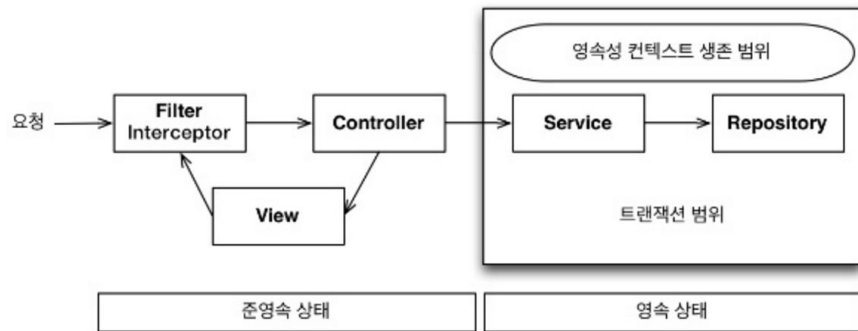 영속성 컨텍스트 생존 범위
요청
Filter
Interceptor
Controller
Service
Repository
View
트랜잭션 범위
준영속 상태
영속 상태